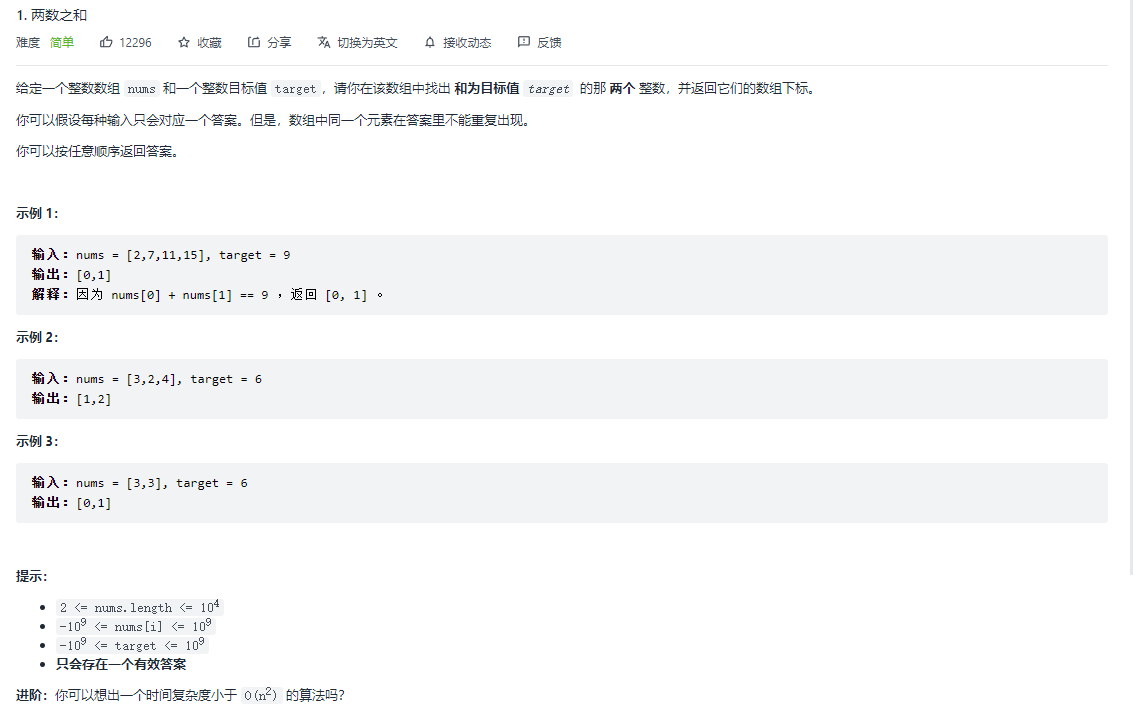 1. 两数之和
难度 简单 12296 收藏 分享 切换为英文 接收动态 反馈
给定一个整数数组 nums 和一个整数目标值 target，请你在该数组中找出 和为目标值 target 的那 两个 整数，并返回它们的数组下标。
你可以假设每种输入只会对应一个答案。但是，数组中同一个元素在答案里不能重复出现。
你可以按任意顺序返回答案。
示例 1：
输入：nums = [2,7,11,15], target = 9
输出：[0,1]
解释：因为 nums[0] + nums[1] == 9 ，返回 [0, 1] 。
示例 2：
输入：nums = [3,2,4], target = 6
输出：[1,2]
示例 3：
输入：nums = [3,3], target = 6
输出：[0,1]
提示：
• 2 <= nums.length <= 10⁴
• -10⁹ <= nums[i] <= 10⁹
• -10⁹ <= target <= 10⁹
• 只会存在一个有效答案
进阶：你可以想出一个时间复杂度小于 O(n²) 的算法吗？